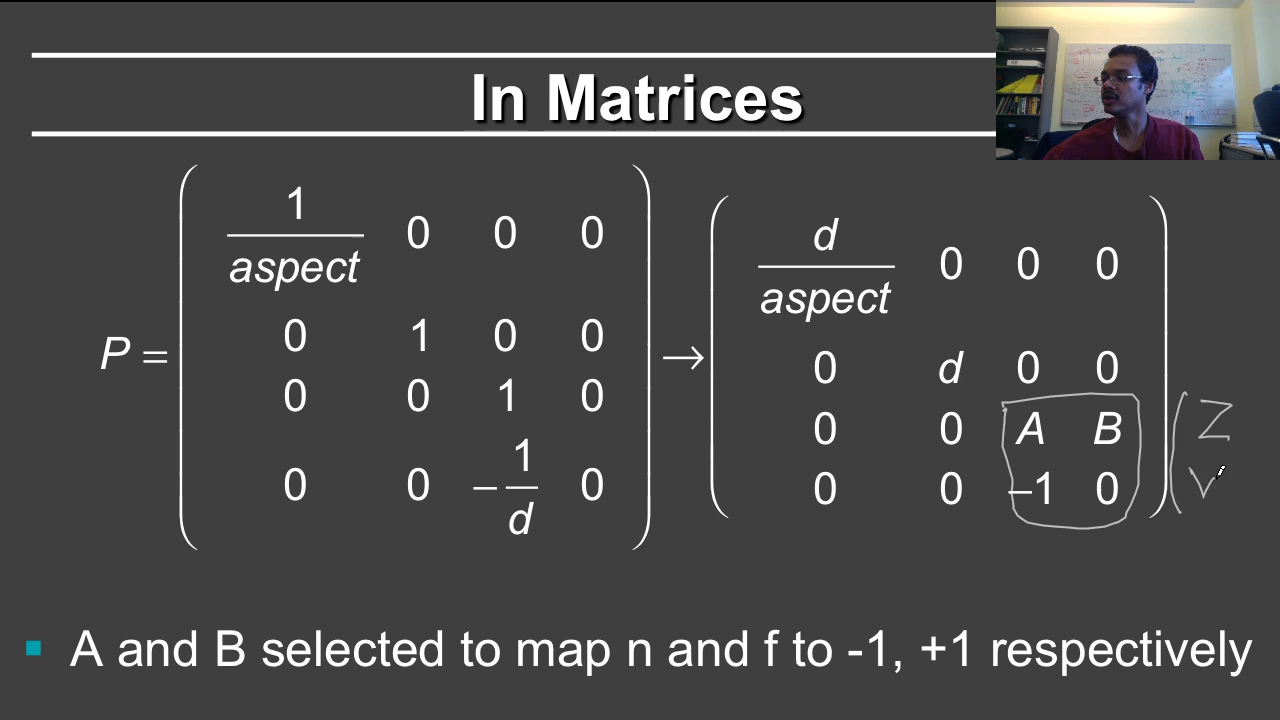 In Matrices
P = ( 1/aspect 0 0 0 → ( d/aspect 0 0 0
0 1 0 0 0 d 0 0
0 0 1 0 0 0 A B ( Z
0 0 −1/d 0 ) 0 0 −1 0 )
A and B selected to map n and f to -1, +1 respectively